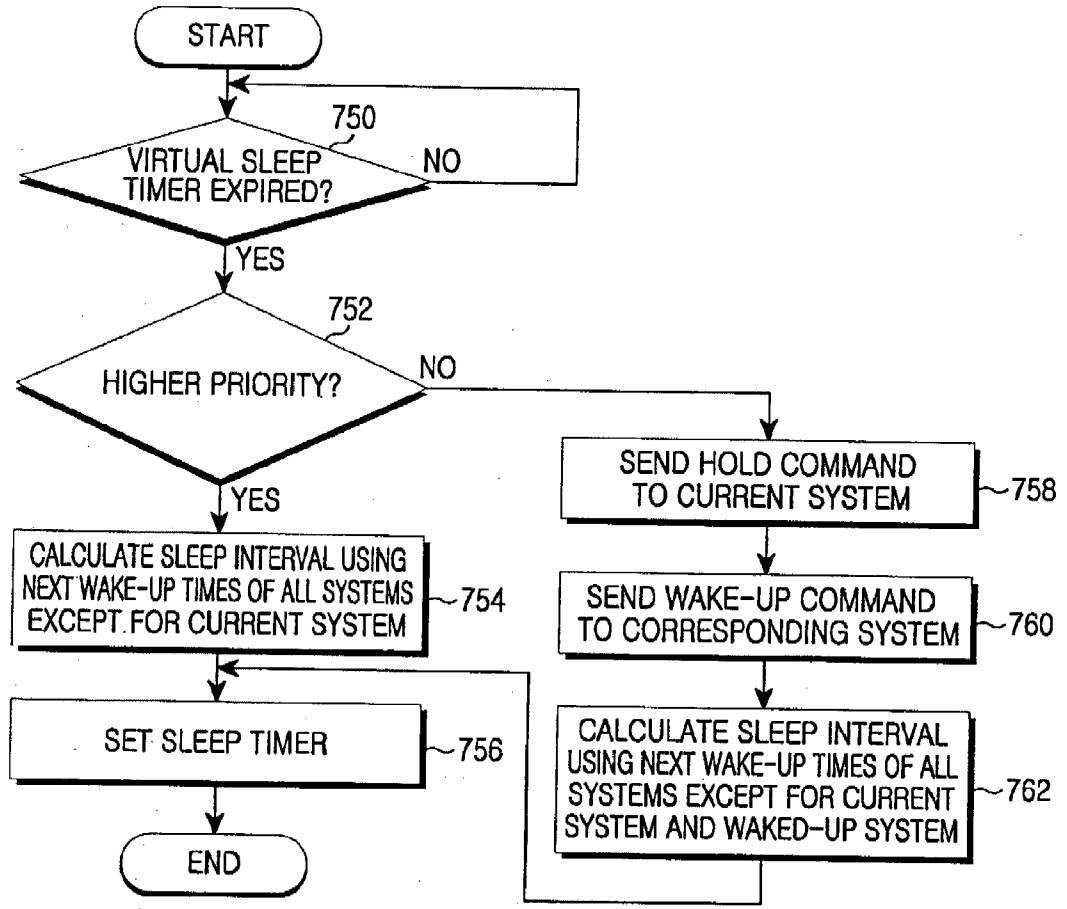 START
750
VIRTUAL SLEEP
TIMER EXPIRED?
NO
YES
752
HIGHER PRIORITY?
NO
YES
CALCULATE SLEEP INTERVAL USING
NEXT WAKE-UP TIMES OF ALL SYSTEMS
EXCEPT FOR CURRENT SYSTEM
754
SET SLEEP TIMER
756
END
SEND HOLD COMMAND
TO CURRENT SYSTEM
758
SEND WAKE-UP COMMAND
TO CORRESPONDING SYSTEM
760
CALCULATE SLEEP INTERVAL
USING NEXT WAKE-UP TIMES OF ALL
SYSTEMS EXCEPT FOR CURRENT
SYSTEM AND WAKED-UP SYSTEM
762